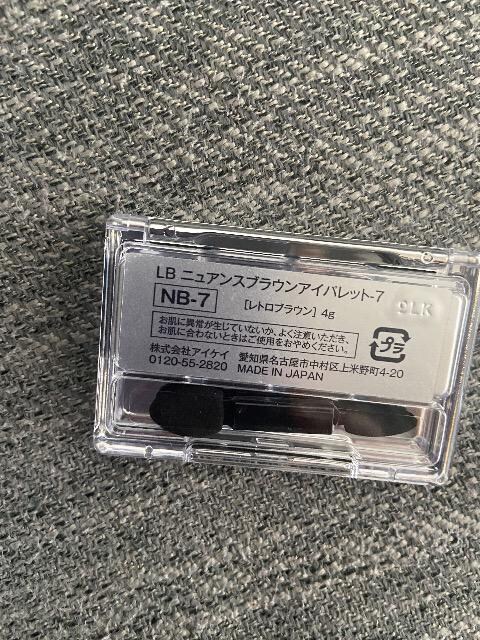 LB ニュアンスブラウンアイパレット-7
NB-7 [レトロブラウン] 4g
お肌に異常が生じていないか、よく注意いただき、
お肌に合わないときはご使用をおやめください。
株式会社アイケイ 愛知県名古屋市中村区上米野町4-20
0120-55-2820 MADE IN JAPAN
プラ